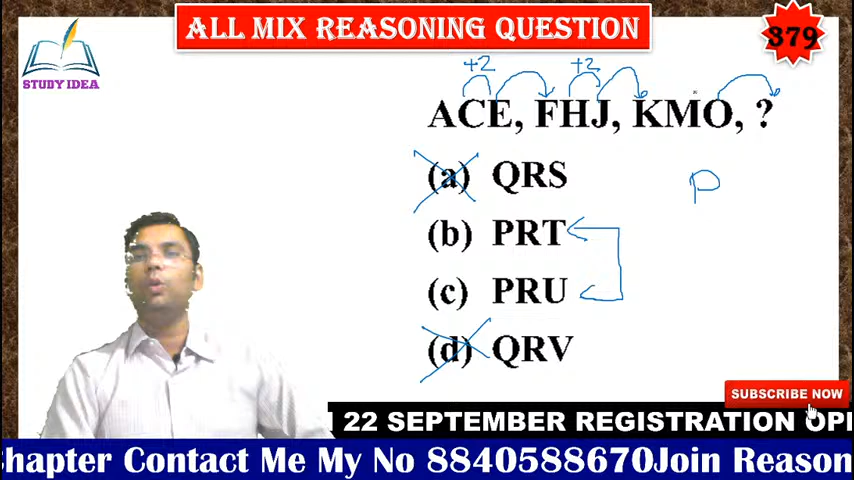 ALL MIX REASONING QUESTION
379
STUDY IDEA
+2 +2
ACE, FHJ, KMO, ?
(a) QRS
P
(b) PRT
(c) PRU
(d) QRV
SUBSCRIBE NOW
22 SEPTEMBER REGISTRATION OP
hapter Contact Me My No 8840588670Join Reason